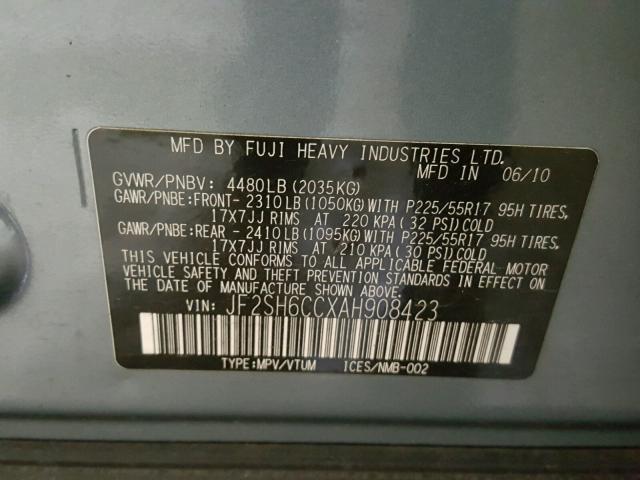 MFD BY FUJI HEAVY INDUSTRIES LTD.
MFD IN 06/10
GVWR/PNBV: 4480LB(2035KG)
GAWR/PNBE:FRONT- 2310LB(1050KG)WITH P225/55R17 95H TIRES,
17X7JJ RIMS AT 220 KPA(32 PSI)COLD
GAWR/PNBE:REAR - 2410LB(1095KG)WITH P225/55R17 95H TIRES,
17X7JJ RIMS AT 210 KPA(30 PSI)COLD
THIS VEHICLE CONFORMS TO ALL APPLICABLE FEDERAL MOTOR
VEHICLE SAFETY AND THEFT PREVENTION STANDARDS IN EFFECT ON
THE DATE OF MANUFACTURE SHOWN ABOVE.
VIN: JF2SH6CCXAH908423
TYPE:MPV/VTUM ICES/NMB-002